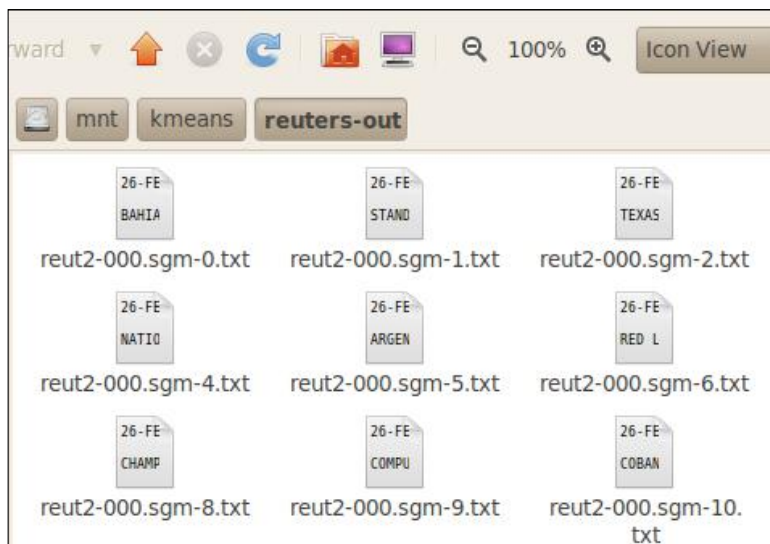 rward
100%
Icon View
mnt kmeans reuters-out
26-FE 26-FE 26-FE
BAHIA STAND TEXAS
reut2-000.sgm-0.txt reut2-000.sgm-1.txt reut2-000.sgm-2.txt
26-FE 26-FE 26-FE
NATIO ARGEN RED L
reut2-000.sgm-4.txt reut2-000.sgm-5.txt reut2-000.sgm-6.txt
26-FE 26-FE 26-FE
CHAMP COMPU COBAN
reut2-000.sgm-8.txt reut2-000.sgm-9.txt reut2-000.sgm-10.
txt